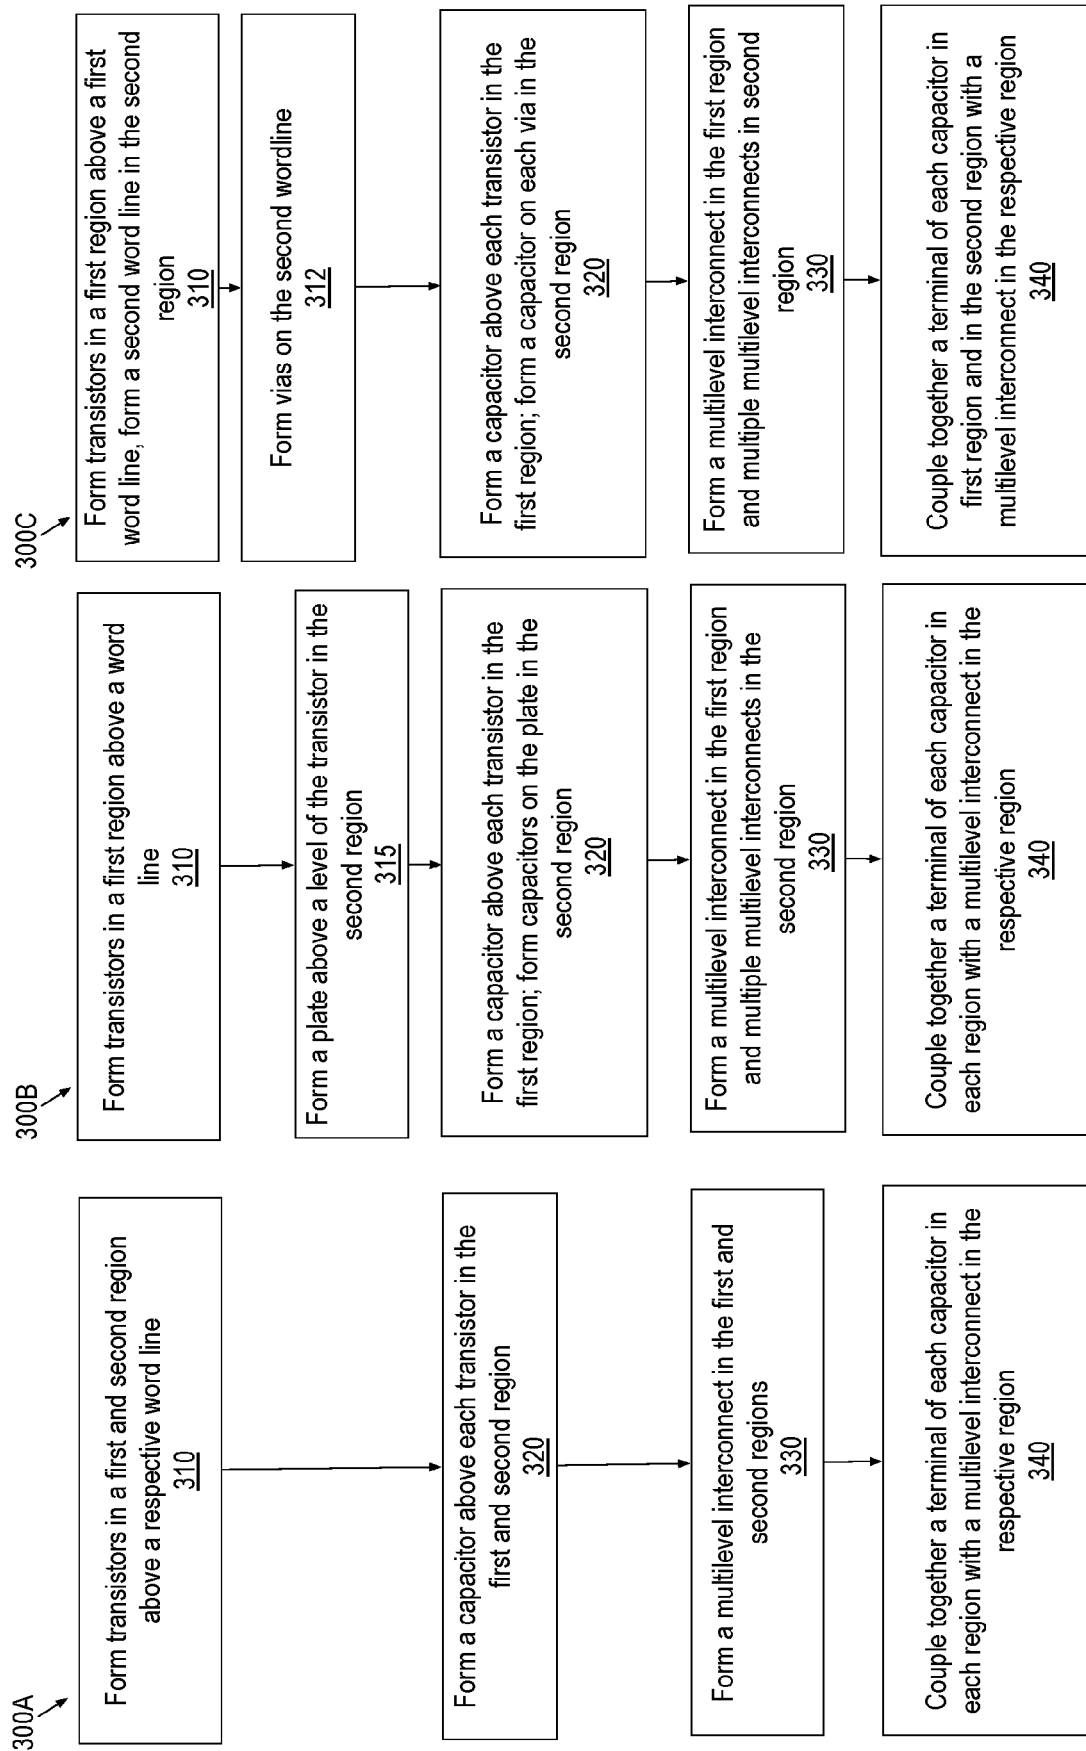 300A
Form transistors in a first and second region
above a respective word line
310
Form a capacitor above each transistor in the
first and second region
320
Form a multilevel interconnect in the first and
second regions
330
Couple together a terminal of each capacitor in
each region with a multilevel interconnect in the
respective region
340
300B
Form transistors in a first region above a word
line
310
Form a plate above a level of the transistor in the
second region
315
Form a capacitor above each transistor in the
first region; form capacitors on the plate in the
second region
320
Form a multilevel interconnect in the first region
and multiple multilevel interconnects in the
second region
330
Couple together a terminal of each capacitor in
each region with a multilevel interconnect in the
respective region
340
300C
Form transistors in a first region above a first
word line, form a second word line in the second
region
310
Form vias on the second wordline
312
Form a capacitor above each transistor in the
first region; form a capacitor on each via in the
second region
320
Form a multilevel interconnect in the first region
and multiple multilevel interconnects in second
region
330
Couple together a terminal of each capacitor in
first region and in the second region with a
multilevel interconnect in the respective region
340